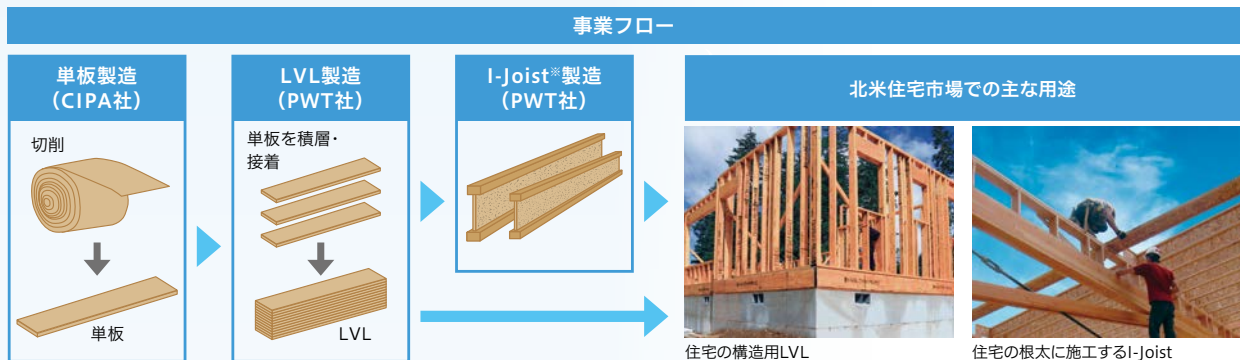 事業フロー
単板製造
（CIPA社）
切削
単板
LVL製造
（PWT社）
単板を積層・
接着
LVL
I-Joist※製造
（PWT社）
北米住宅市場での主な用途
住宅の構造用LVL
住宅の根太に施工するI-Joist